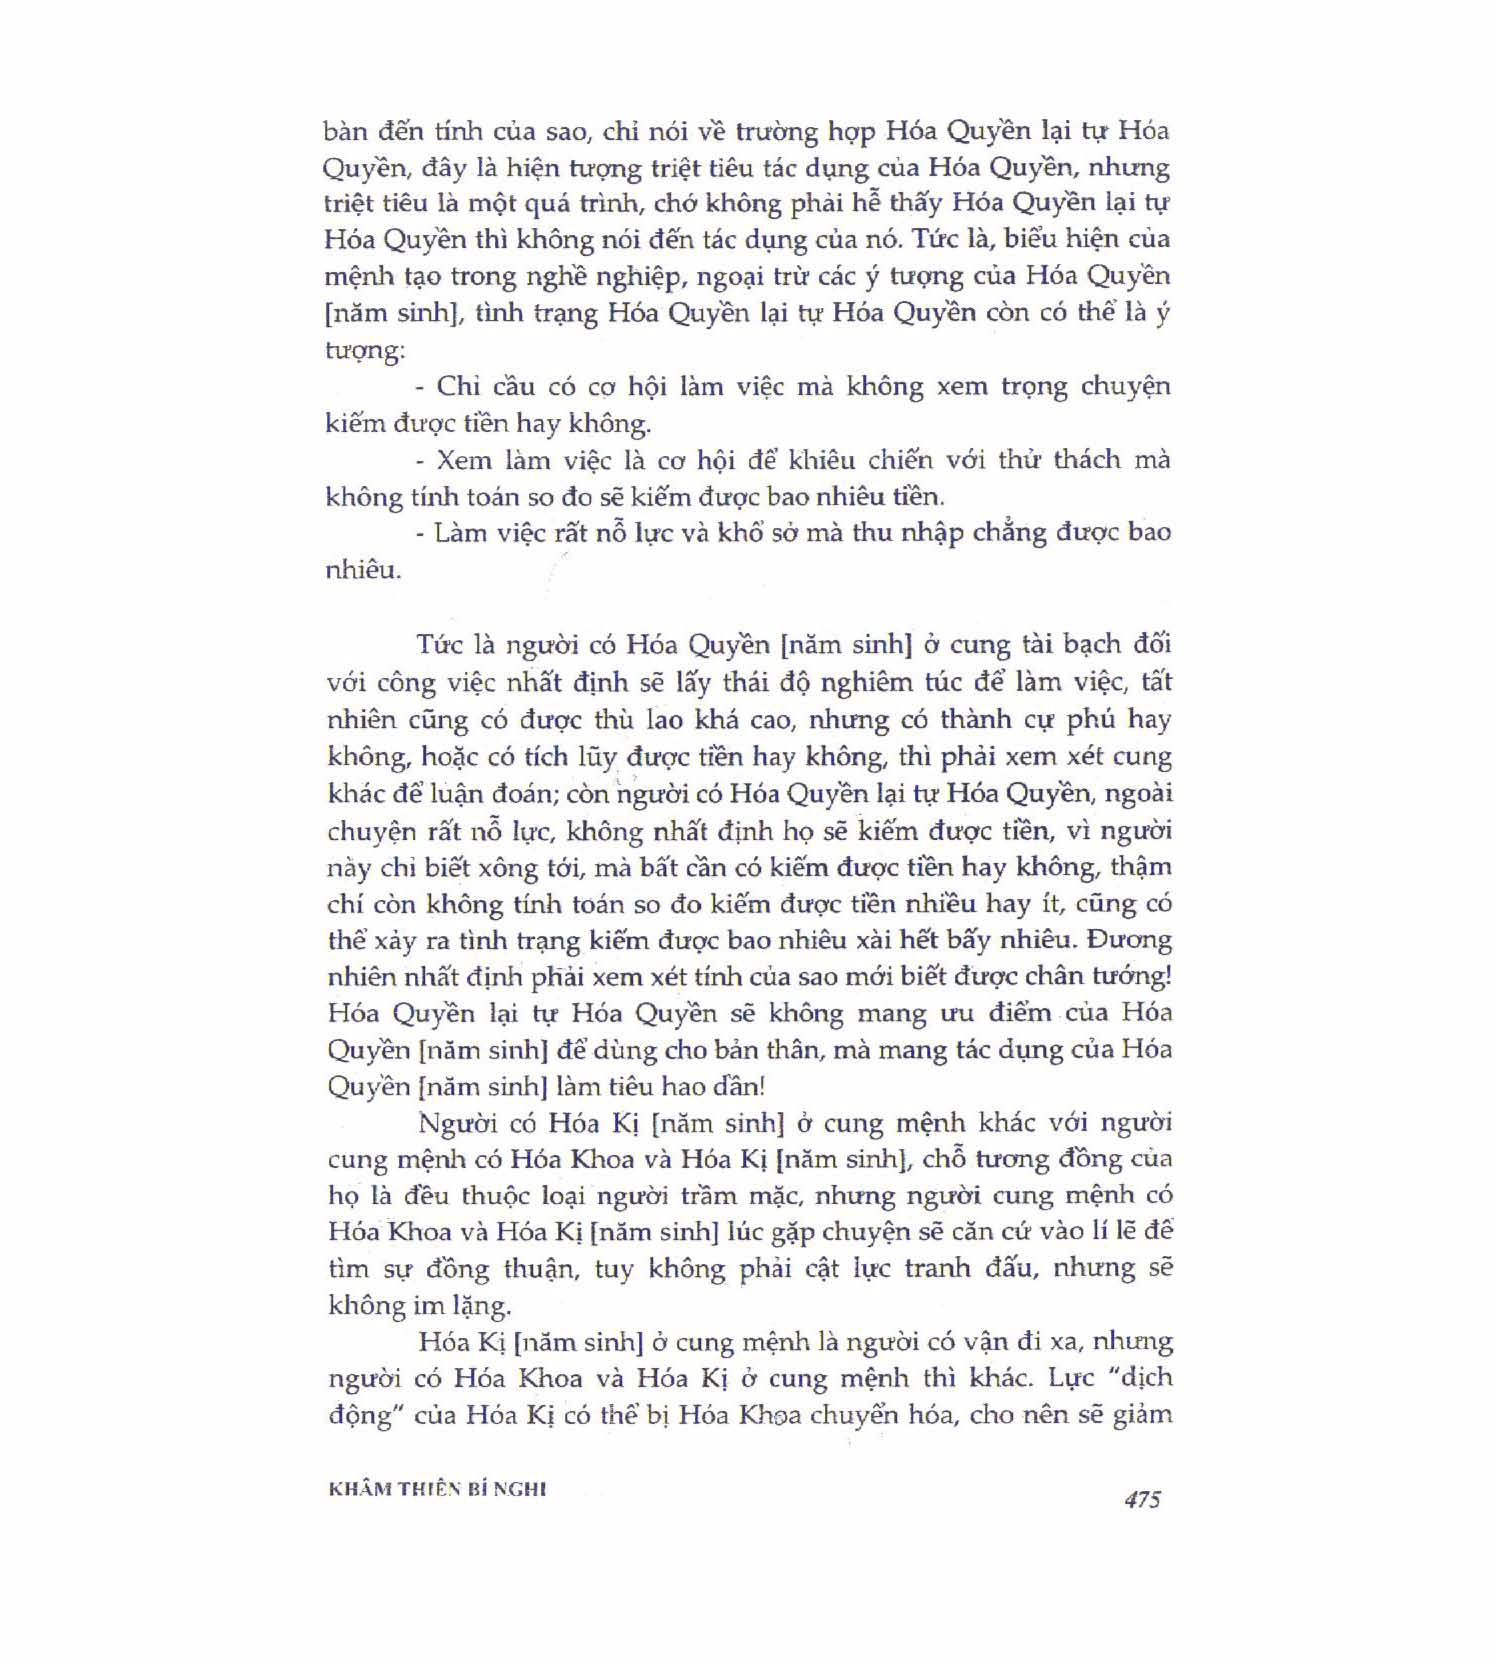 bàn đến tính của sao, chỉ nói về trường hợp Hóa Quyền lại tự Hóa
Quyền, đây là hiện tượng triệt tiêu tác dụng của Hóa Quyền, nhưng
triệt tiêu là một quá trình, chớ không phải hễ thấy Hóa Quyền lại tự
Hóa Quyền thì không nói đến tác dụng của nó. Tức là, biểu hiện của
mệnh tạo trong nghề nghiệp, ngoại trừ các ý tượng của Hóa Quyền
[năm sinh], tình trạng Hóa Quyền lại tự Hóa Quyền còn có thể là ý
tượng:
- Chỉ cầu có cơ hội làm việc mà không xem trọng chuyện
kiếm được tiền hay không.
- Xem làm việc là cơ hội để khiêu chiến với thử thách mà
không tính toán so đo sẽ kiếm được bao nhiêu tiền.
- Làm việc rất nỗ lực và khổ sở mà thu nhập chẳng được bao
nhiêu.
Tức là người có Hóa Quyền [năm sinh] ở cung tài bạch đối
với công việc nhất định sẽ lấy thái độ nghiêm túc để làm việc, tất
nhiên cũng có được thù lao khá cao, nhưng có thành cự phú hay
không, hoặc có tích lũy được tiền hay không, thì phải xem xét cung
khác để luận đoán; còn người có Hóa Quyền lại tự Hóa Quyền, ngoài
chuyện rất nỗ lực, không nhất định họ sẽ kiếm được tiền, vì người
này chỉ biết xông tới, mà bất cần có kiếm được tiền hay không, thậm
chí còn không tính toán so đo kiếm được tiền nhiều hay ít, cũng có
thể xảy ra tình trạng kiếm được bao nhiêu xài hết bấy nhiêu. Đương
nhiên nhất định phải xem xét tính của sao mới biết được chân tướng!
Hóa Quyền lại tự Hóa Quyền sẽ không mang ưu điểm của Hóa
Quyền [năm sinh] để dùng cho bản thân, mà mang tác dụng của Hóa
Quyền [năm sinh] làm tiêu hao dần!
Người có Hóa Kị [năm sinh] ở cung mệnh khác với người
cung mệnh có Hóa Khoa và Hóa Kị [năm sinh], chỗ tương đồng của
họ là đều thuộc loại người trầm mặc, nhưng người cung mệnh có
Hóa Khoa và Hóa Kị [năm sinh] lúc gặp chuyện sẽ căn cứ vào lí lẽ để
tìm sự đồng thuận, tuy không phải cật lực tranh đấu, nhưng sẽ
không im lặng.
Hóa Kị [năm sinh] ở cung mệnh là người có vận đi xa, nhưng
người có Hóa Khoa và Hóa Kị ở cung mệnh thì khác. Lực "dịch
động" của Hóa Kị có thể bị Hóa Khoa chuyển hóa, cho nên sẽ giảm
KHÂM THIÊN BÍ NGHI
475